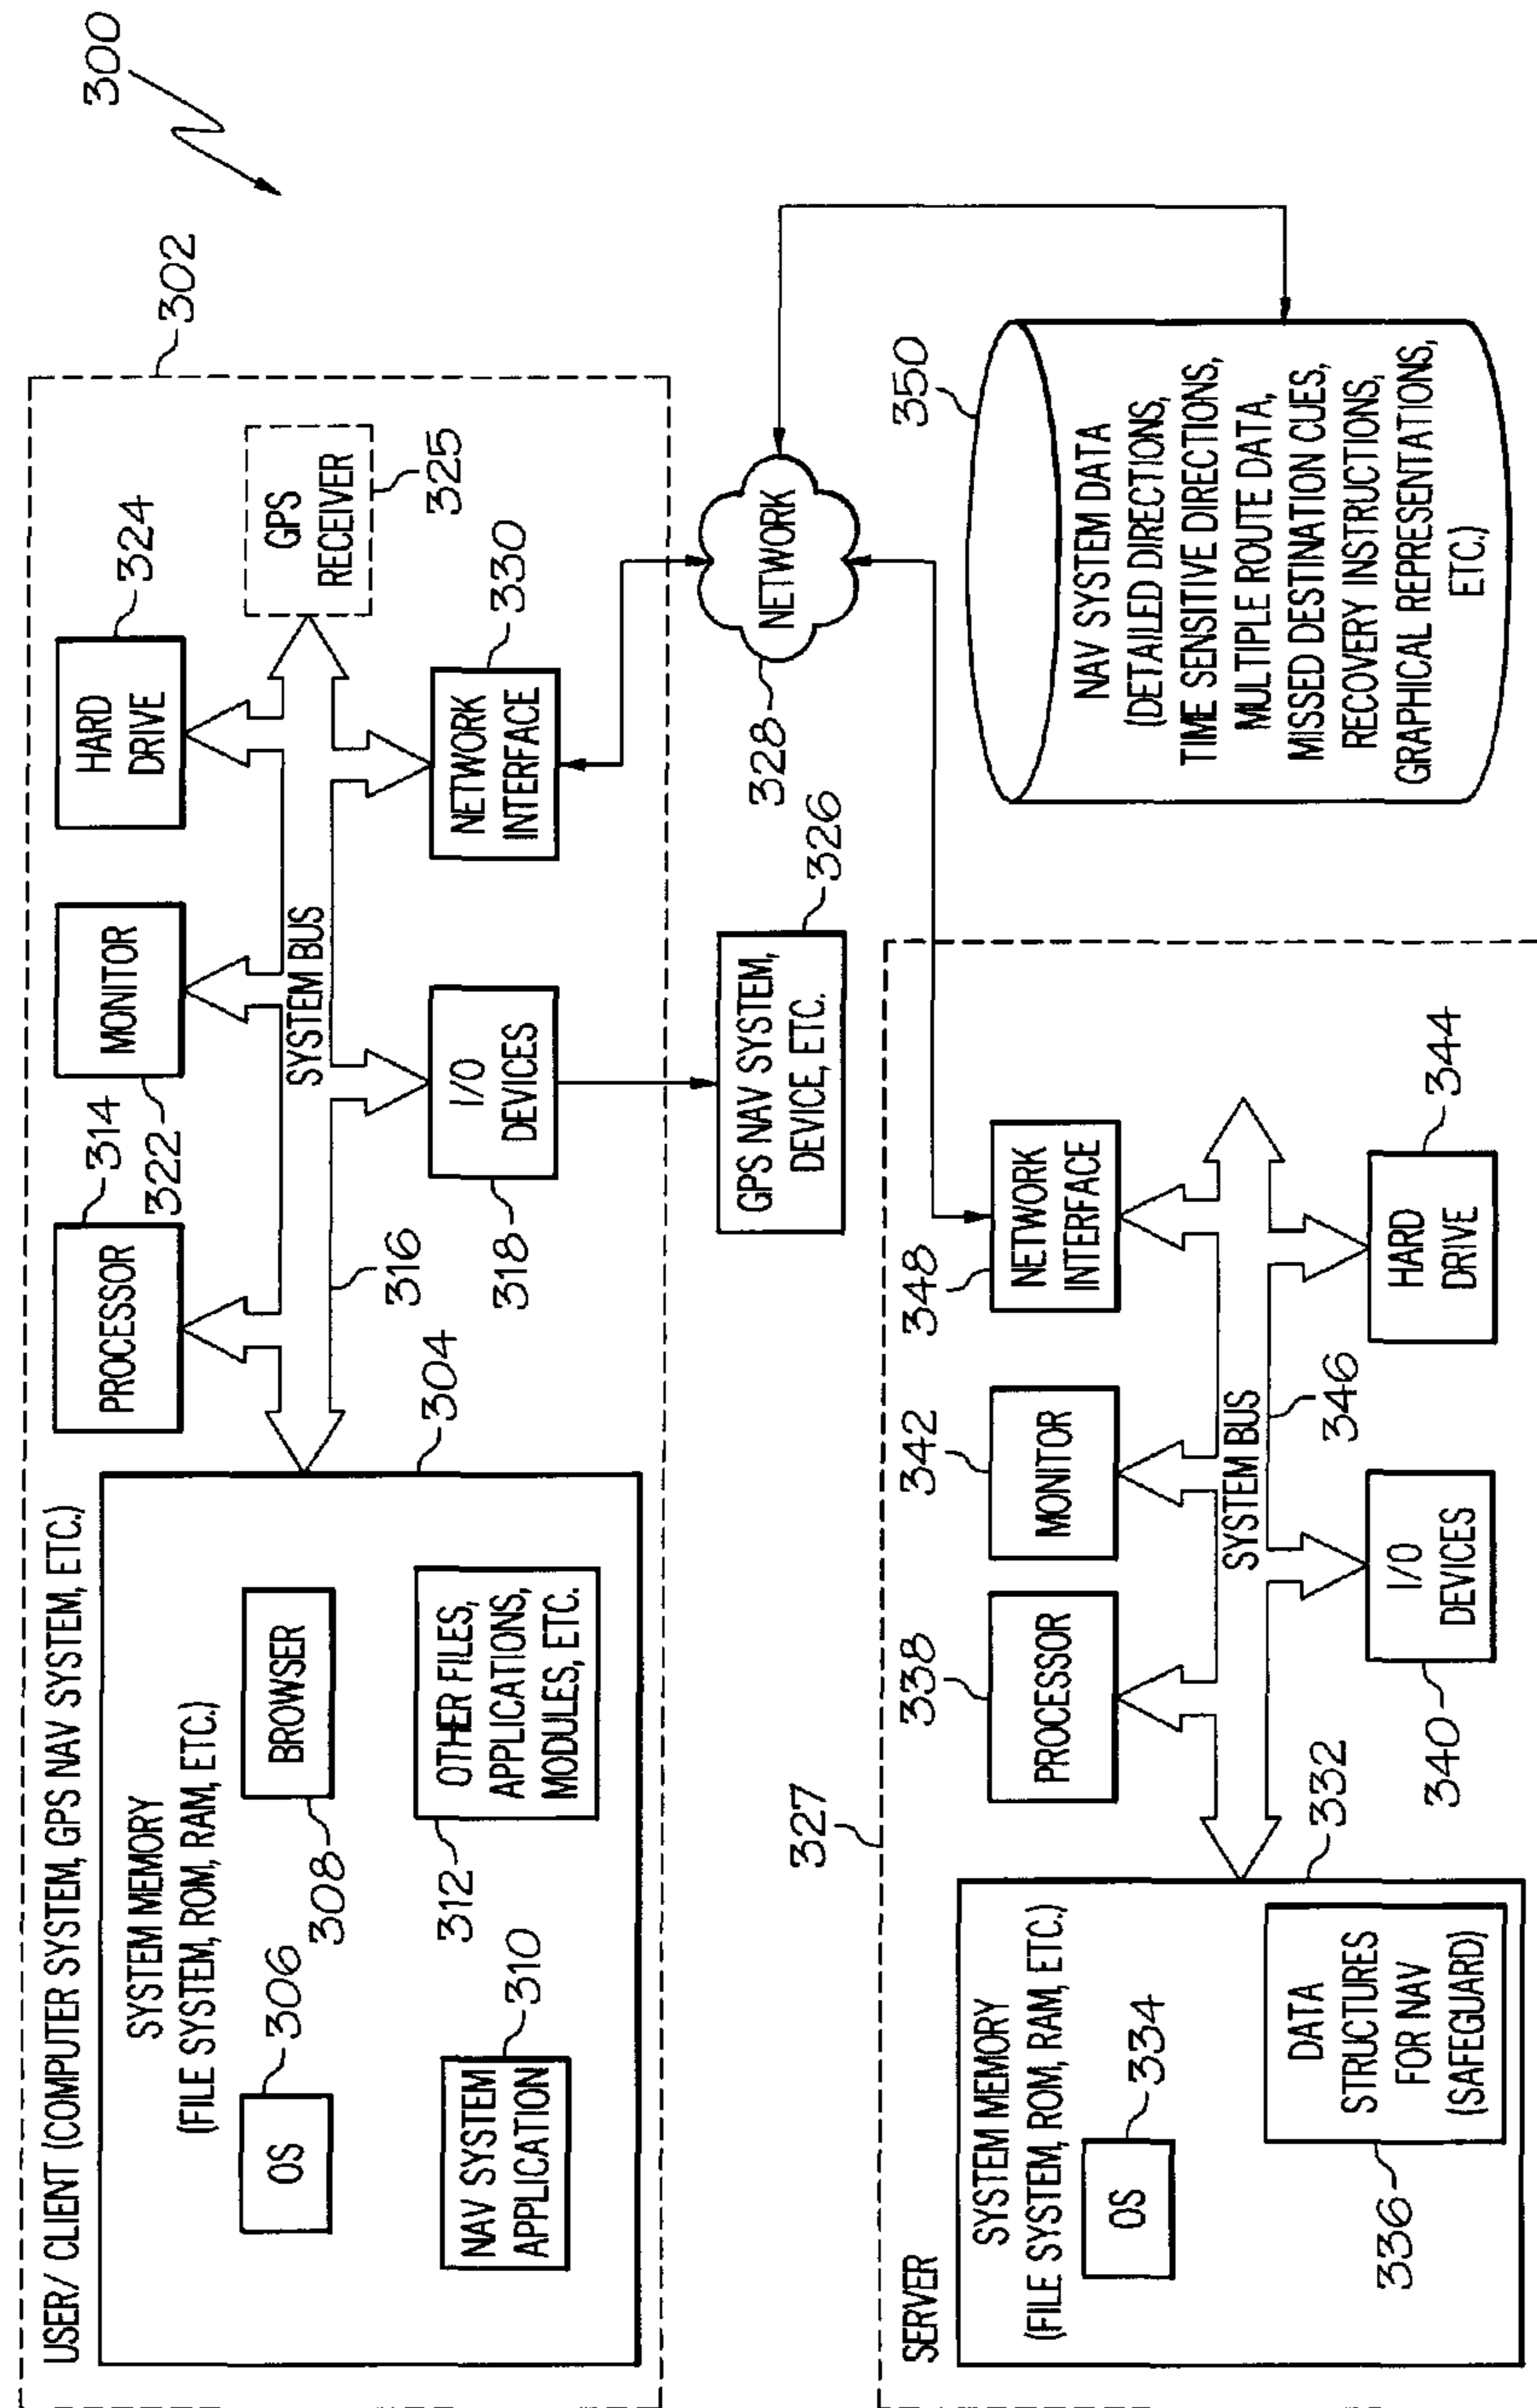 300
302
USER/ CLIENT (COMPUTER SYSTEM, GPS NAV SYSTEM, ETC.)
SYSTEM MEMORY
(FILE SYSTEM, ROM, RAM, ETC.)
306
OS
BROWSER
308
310
NAV SYSTEM
APPLICATION
OTHER FILES,
APPLICATIONS,
MODULES, ETC.
312
304
PROCESSOR
314
MONITOR
322
HARD
DRIVE
324
SYSTEM BUS
316
GPS
RECEIVER
325
I/O
DEVICES
318
NETWORK
INTERFACE
330
GPS NAV SYSTEM,
DEVICE, ETC.
326
NETWORK
328
327
SERVER
SYSTEM MEMORY
(FILE SYSTEM, ROM, RAM, ETC.)
334
OS
DATA
STRUCTURES
FOR NAV
(SAFEGUARD)
336
332
338
PROCESSOR
342
MONITOR
348
NETWORK
INTERFACE
SYSTEM BUS
346
I/O
DEVICES
340
HARD
DRIVE
344
350
NAV SYSTEM DATA
(DETAILED DIRECTIONS,
TIME SENSITIVE DIRECTIONS,
MULTIPLE ROUTE DATA,
MISSED DESTINATION CUES,
RECOVERY INSTRUCTIONS,
GRAPHICAL REPRESENTATIONS,
ETC.)